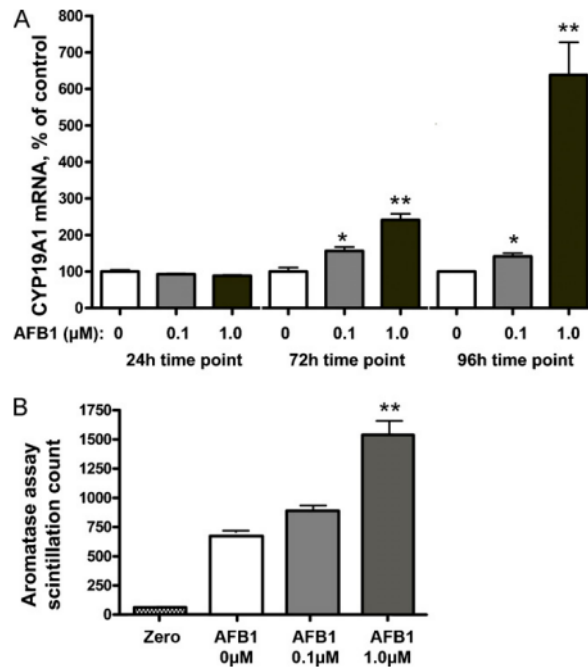 A
CYP19A1 mRNA, % of control
800
700
600
500
400
300
200
100
0
* ** * **
AFB1 (µM): 0 0.1 1.0 0 0.1 1.0 0 0.1 1.0
24h time point 72h time point 96h time point
B
Aromatase assay
scintillation count
1750
1500
1250
1000
750
500
250
0
**
Zero AFB1 AFB1 AFB1
0µM 0.1µM 1.0µM